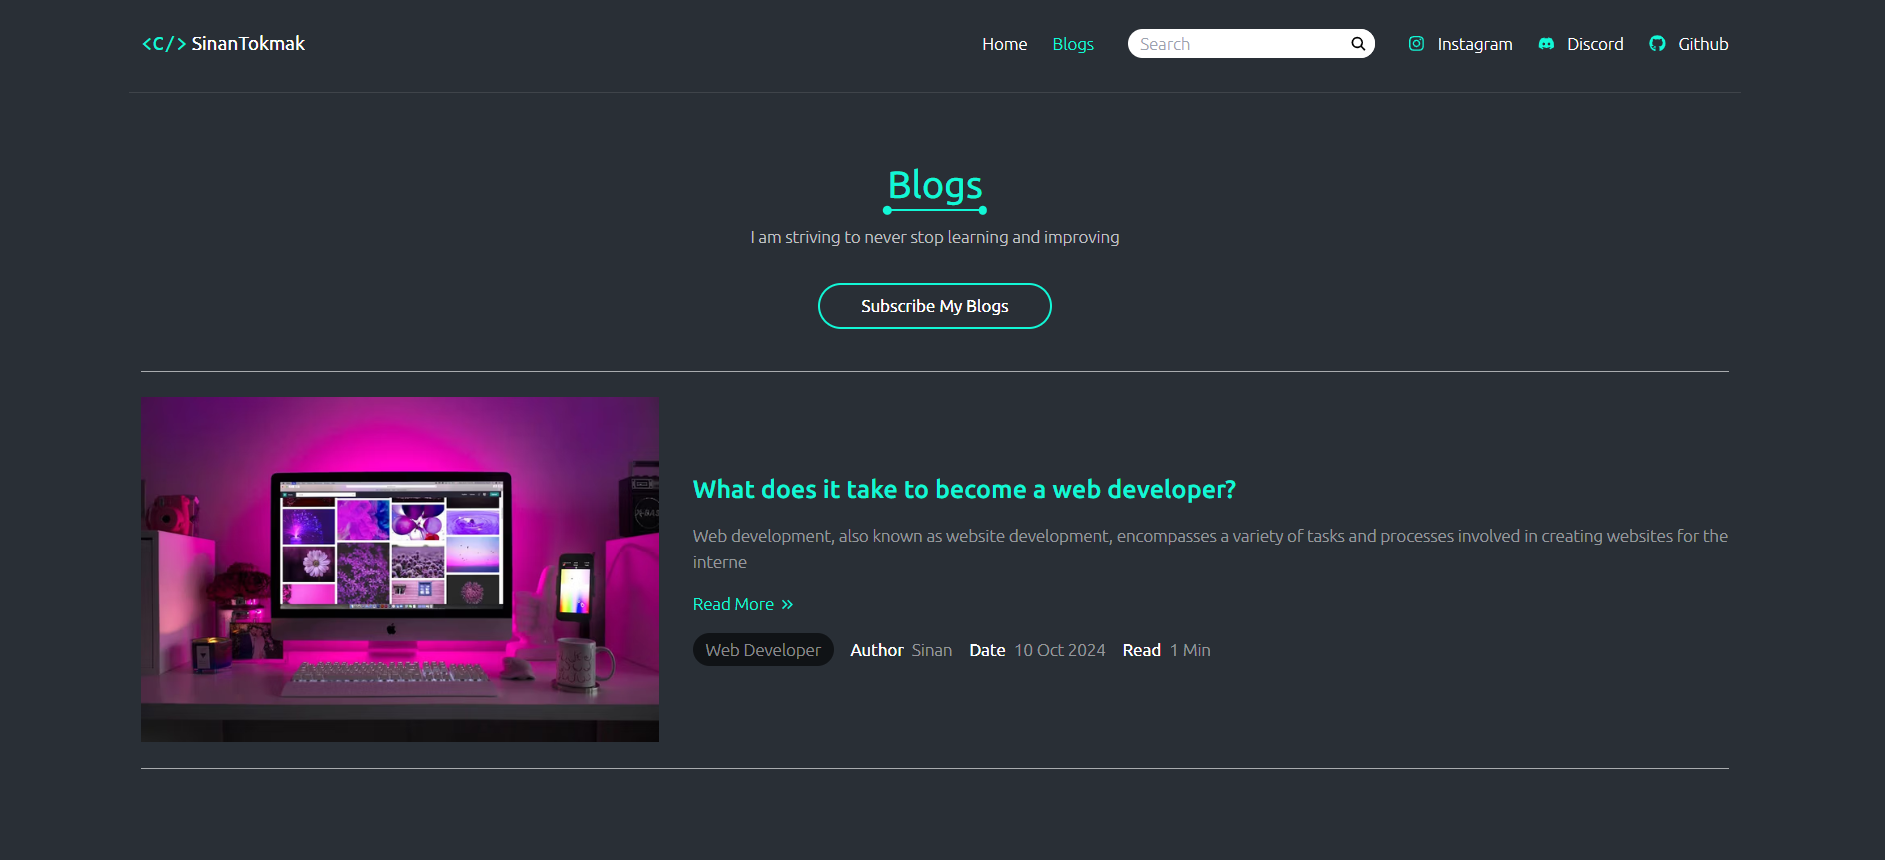 <C/> SinanTokmak
Home Blogs Search Instagram Discord Github
Blogs
I am striving to never stop learning and improving
Subscribe My Blogs
What does it take to become a web developer?
Web development, also known as website development, encompasses a variety of tasks and processes involved in creating websites for the
interne
Read More »
Web Developer Author Sinan Date 10 Oct 2024 Read 1 Min